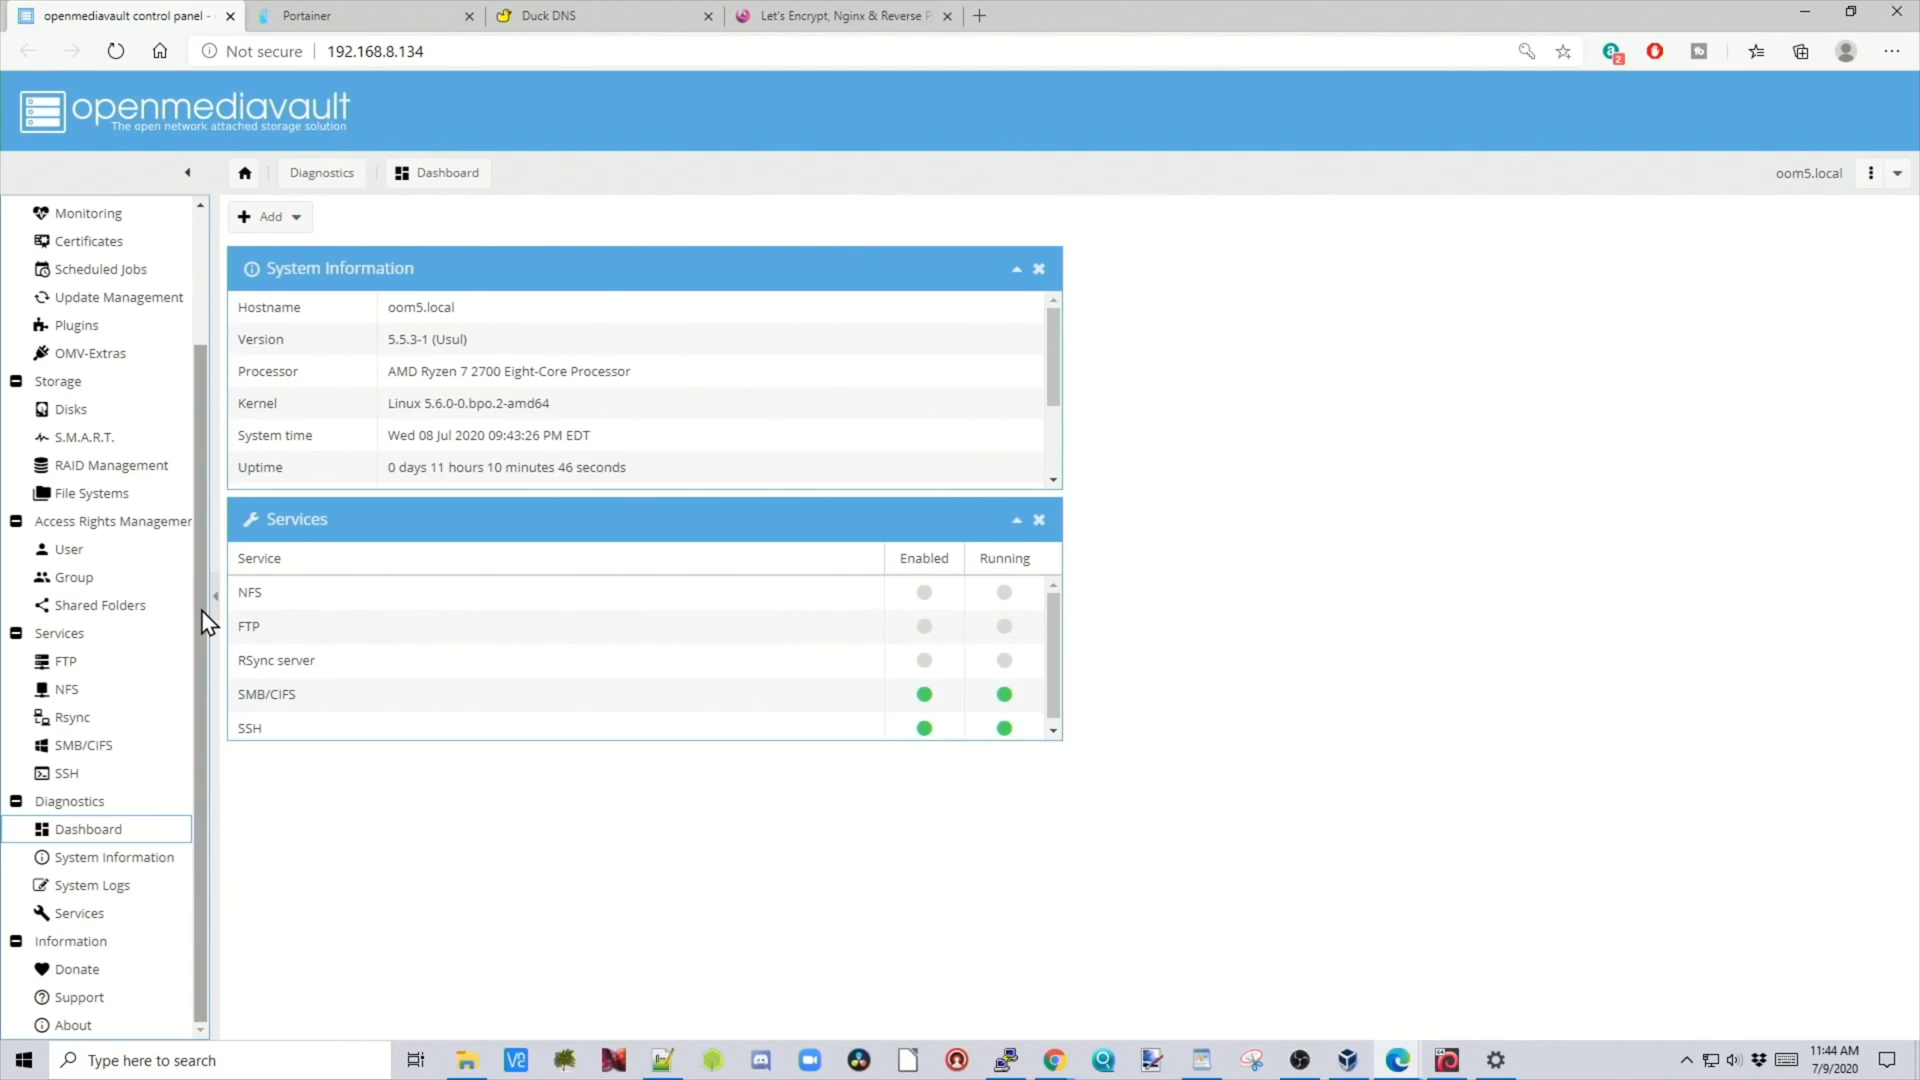 openmediavault control panel -
Portainer
Duck DNS
Let's Encrypt, Nginx & Reverse P
Not secure
192.168.8.134
2
openmediavault
The open network attached storage solution
Diagnostics
Dashboard
oom5.local
Monitoring
Certificates
Scheduled Jobs
Update Management
Plugins
OMV-Extras
Storage
Disks
S.M.A.R.T.
RAID Management
File Systems
Access Rights Managemer
User
Group
Shared Folders
Services
FTP
NFS
Rsync
SMB/CIFS
SSH
Diagnostics
Dashboard
System Information
System Logs
Services
Information
Donate
Support
About
Add
System Information
Hostname oom5.local
Version 5.5.3-1 (Usul)
Processor AMD Ryzen 7 2700 Eight-Core Processor
Kernel Linux 5.6.0-0.bpo.2-amd64
System time Wed 08 Jul 2020 09:43:26 PM EDT
Uptime 0 days 11 hours 10 minutes 46 seconds
Services
Service Enabled Running
NFS
FTP
RSync server
SMB/CIFS
SSH
Type here to search
11:44 AM
7/9/2020